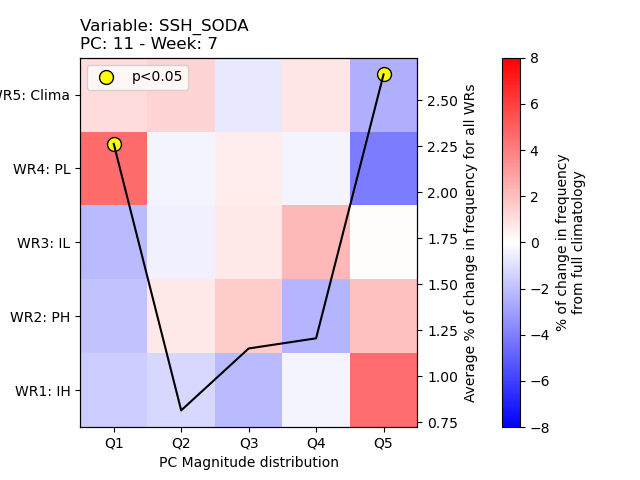 Variable: SSH_SODA
PC: 11 - Week: 7
p<0.05
WR5: Clima
WR4: PL
WR3: IL
WR2: PH
WR1: IH
Q1 Q2 Q3 Q4 Q5
PC Magnitude distribution
2.50
2.25
2.00
1.75
1.50
1.25
1.00
0.75
Average % of change in frequency for all WRs
8
6
4
2
0
−2
−4
−6
−8
% of change in frequency
from full climatology